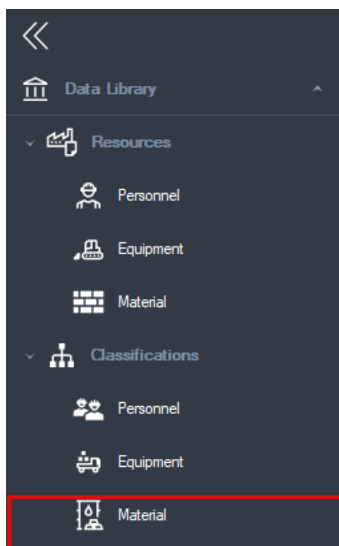 Data Library
Resources
Personnel
Equipment
Material
Classifications
Personnel
Equipment
Material